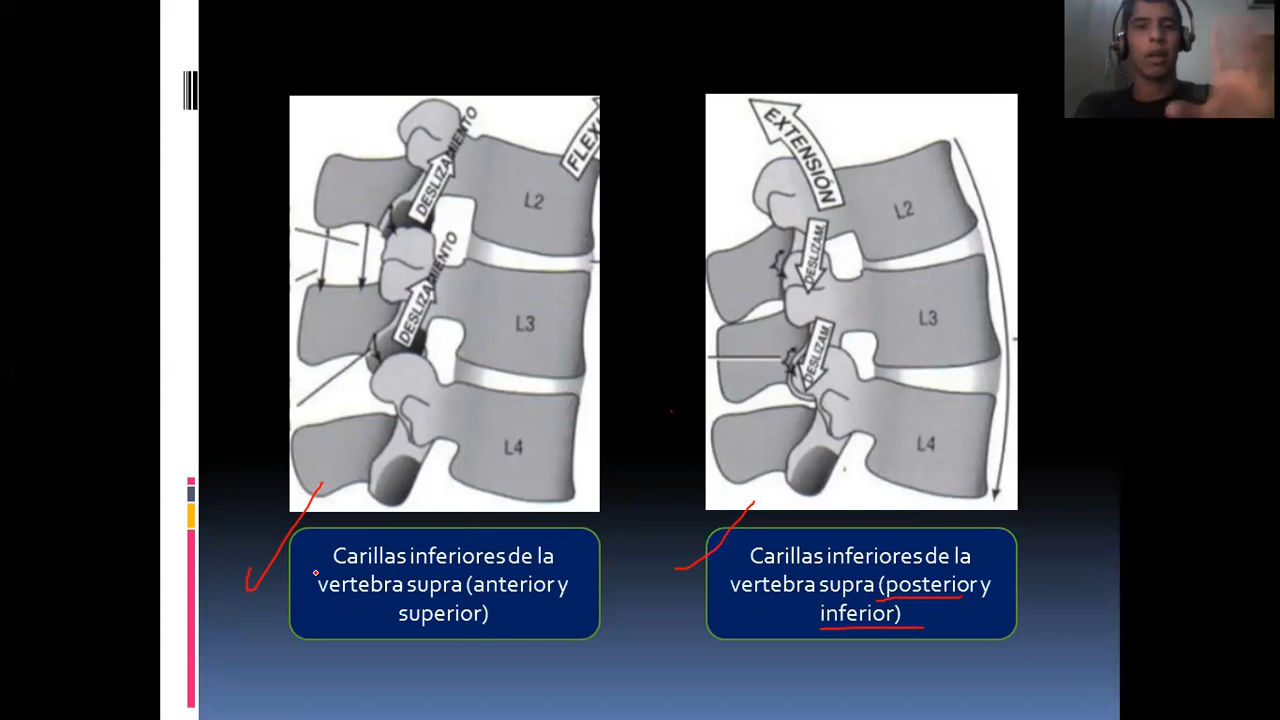 FLEXI
DESLIZAMIENTO
L2
DESLIZAMIENTO
L3
L4
Carillas inferiores de la
vertebra supra (anterior y
superior)
EXTENSIÓN
L2
DESLIZAM
L3
DESLIZAM
L4
Carillas inferiores de la
vertebra supra (posterior y
inferior)